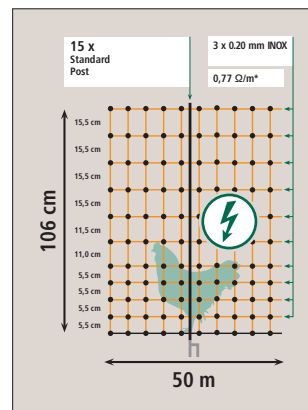 15 x
Standard
Post
3 x 0.20 mm INOX
0,77 Ω/m*
15,5 cm
15,5 cm
15,5 cm
15,5 cm
11,5 cm
11,0 cm
5,5 cm
5,5 cm
5,5 cm
5,5 cm
106 cm
50 m